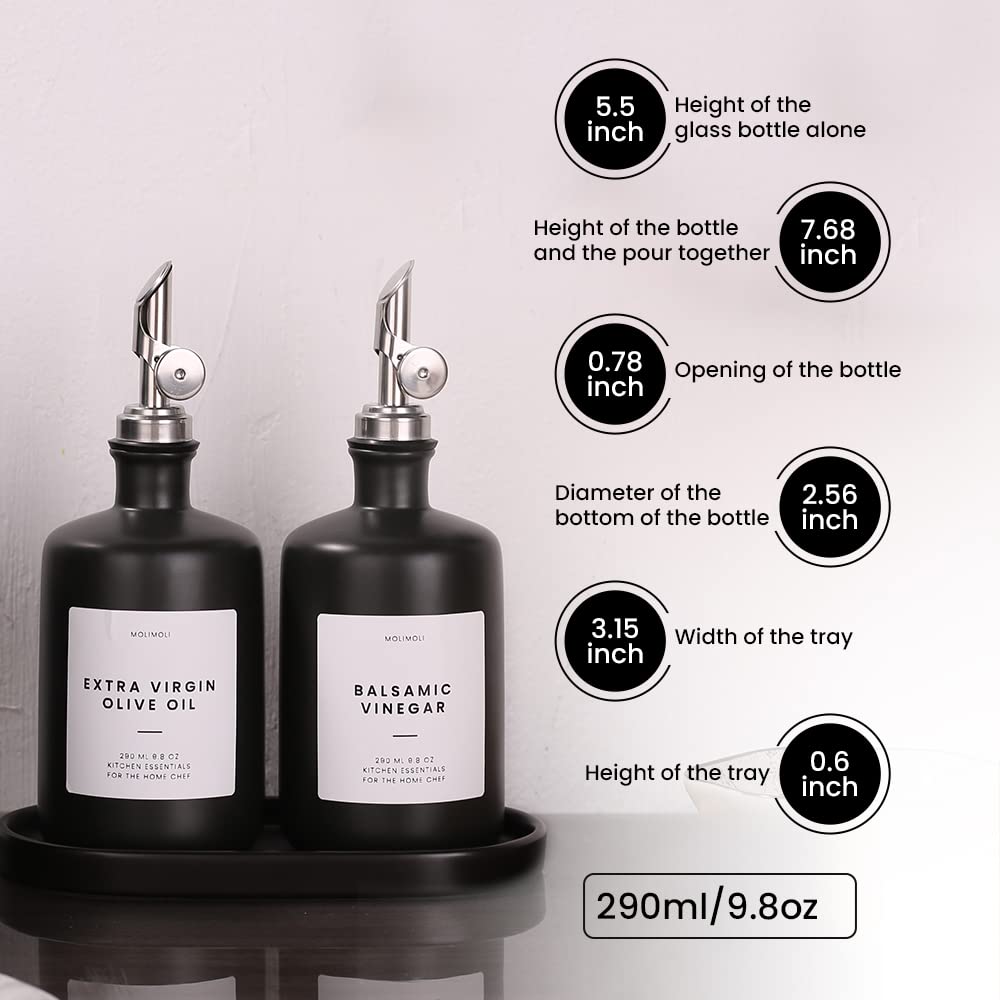 5.5
inch
Height of the
glass bottle alone
Height of the bottle
and the pour together
7.68
inch
0.78
inch
Opening of the bottle
Diameter of the
bottom of the bottle
2.56
inch
3.15
inch
Width of the tray
Height of the tray
0.6
inch
290ml/9.8oz
MOLIMOLI
EXTRA VIRGIN
OLIVE OIL
290 ML 9.8 OZ
KITCHEN ESSENTIALS
FOR THE HOME CHEF
MOLIMOLI
BALSAMIC
VINEGAR
290 ML 9.8 OZ
KITCHEN ESSENTIALS
FOR THE HOME CHEF